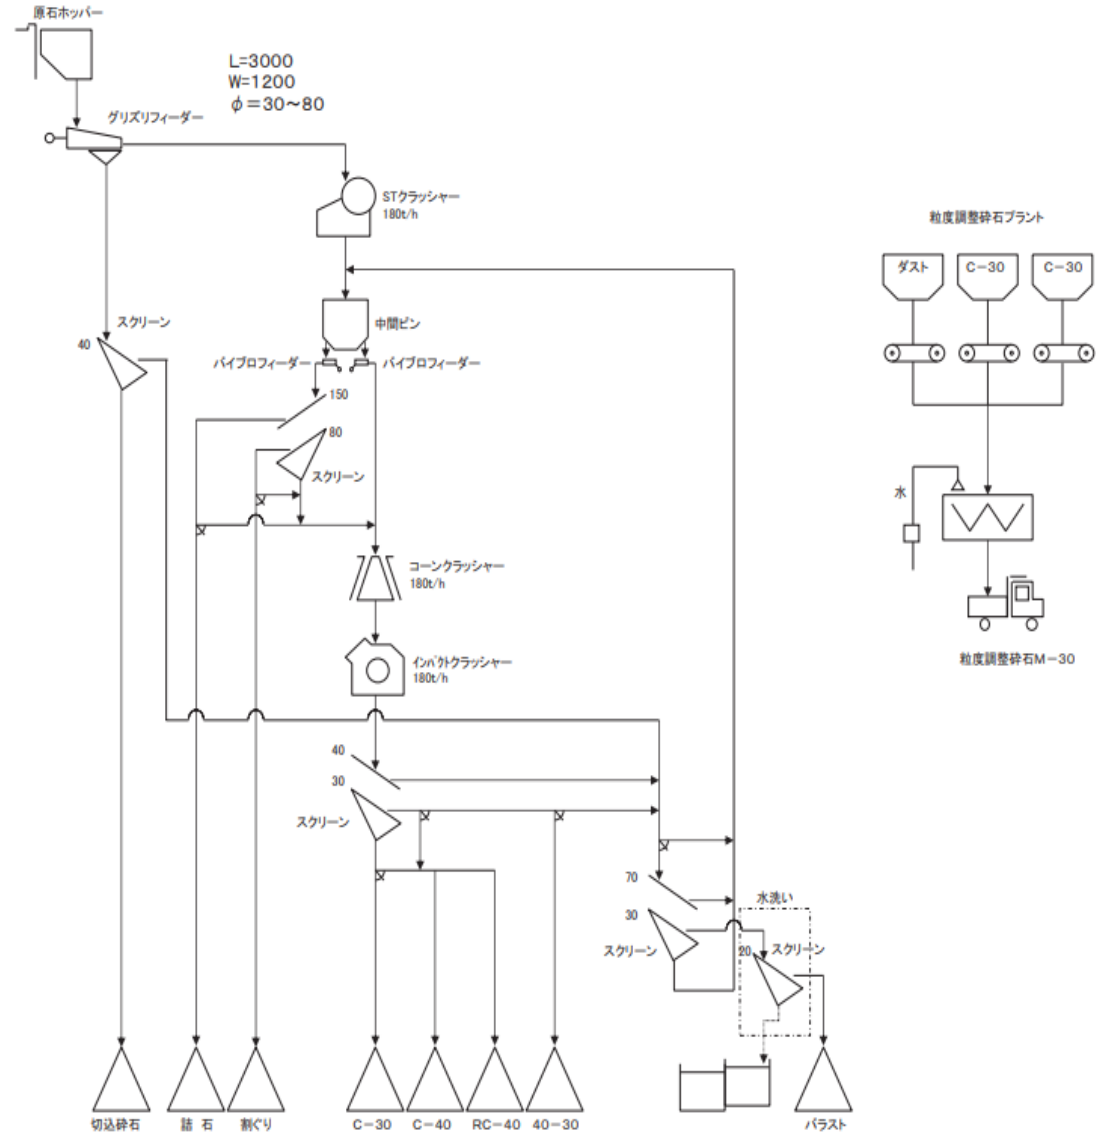 原石ホッパー
L=3000
W=1200
φ=30~80
グリズリフィーダー
STクラッシャー
180t/h
粒度調整砕石プラント
ダスト
C-30
C-30
スクリーン
40
中間ビン
バイブロフィーダー
バイブロフィーダー
150
80
スクリーン
水
コーンクラッシャー
180t/h
インパクトクラッシャー
180t/h
粒度調整砕石M-30
40
30
スクリーン
70
水洗い
30
スクリーン
20
スクリーン
切込砕石
詰 石
割ぐり
C-30
C-40
RC-40
40-30
バラスト